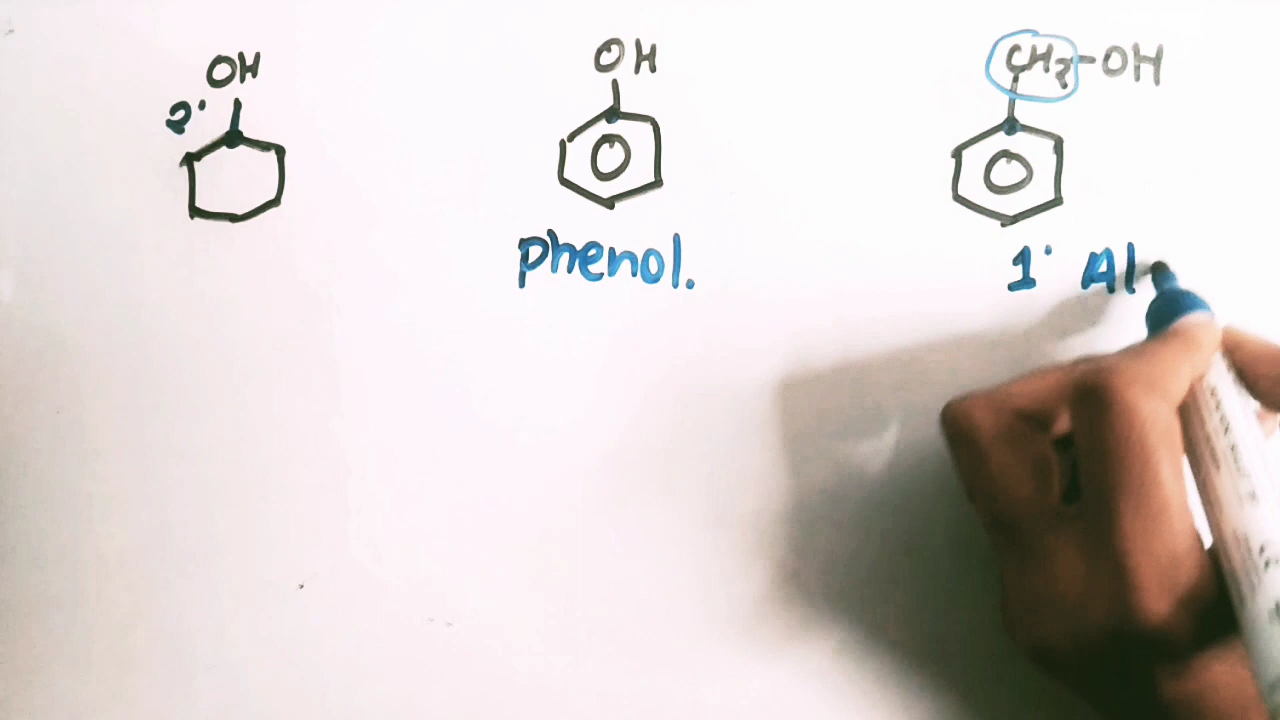 OH
2°
OH
CH₂-OH
phenol.
1° Al